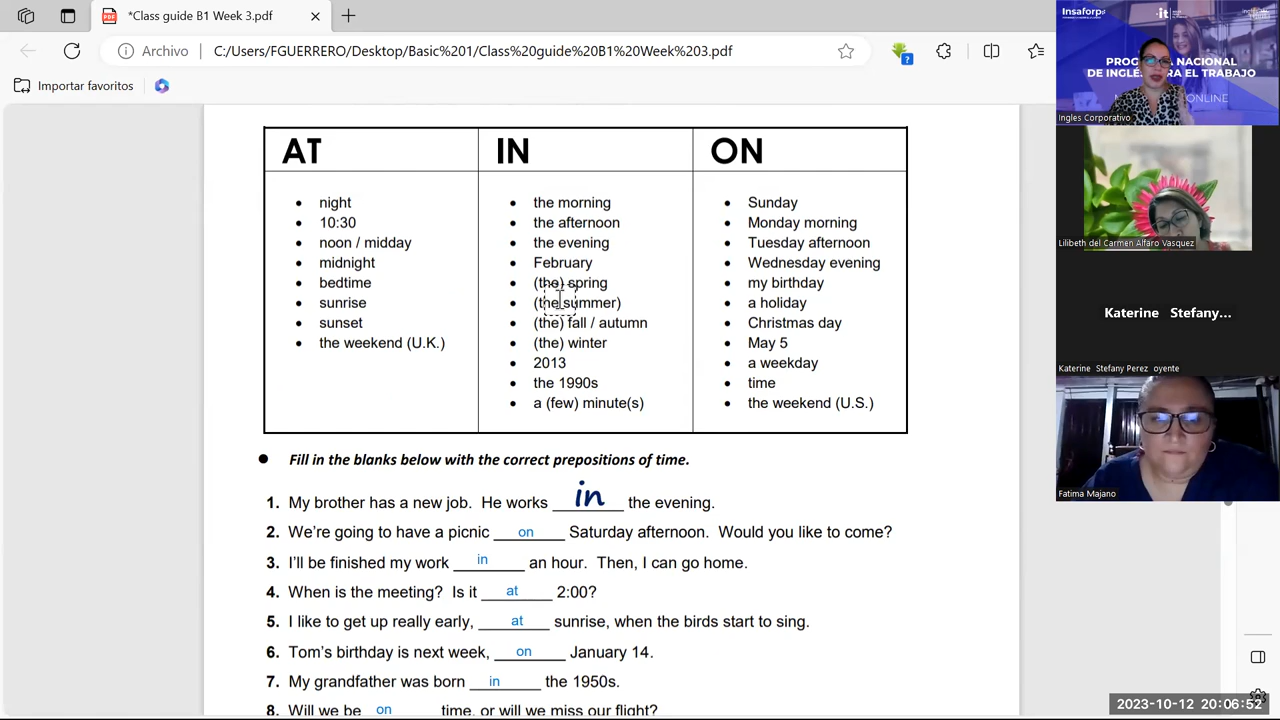 *Class guide B1 Week 3.pdf
Archivo
C:/Users/FGUERRERO/Desktop/Basic%201/Class%20guide%20B1%20Week%203.pdf
Importar favoritos
AT
IN
ON
• night
• 10:30
• noon / midday
• midnight
• bedtime
• sunrise
• sunset
• the weekend (U.K.)
• the morning
• the afternoon
• the evening
• February
• (the) spring
• (the summer)
• (the) fall / autumn
• (the) winter
• 2013
• the 1990s
• a (few) minute(s)
• Sunday
• Monday morning
• Tuesday afternoon
• Wednesday evening
• my birthday
• a holiday
• Christmas day
• May 5
• a weekday
• time
• the weekend (U.S.)
• Fill in the blanks below with the correct prepositions of time.
1. My brother has a new job. He works in the evening.
2. We're going to have a picnic on Saturday afternoon. Would you like to come?
3. I'll be finished my work in an hour. Then, I can go home.
4. When is the meeting? Is it at 2:00?
5. I like to get up really early, at sunrise, when the birds start to sing.
6. Tom's birthday is next week, on January 14.
7. My grandfather was born in the 1950s.
8. Will we be on time, or will we miss our flight?
Insaforp
NACIONAL
DE INGLÉS
RA EL TRABAJO
ONLINE
Ingles Corporativo
Lilibeth del Carmen Alfaro Vasquez
Katerine Stefany...
Katerine Stefany Perez oyente
Fatima Majano
2023-10-12 20:06:52